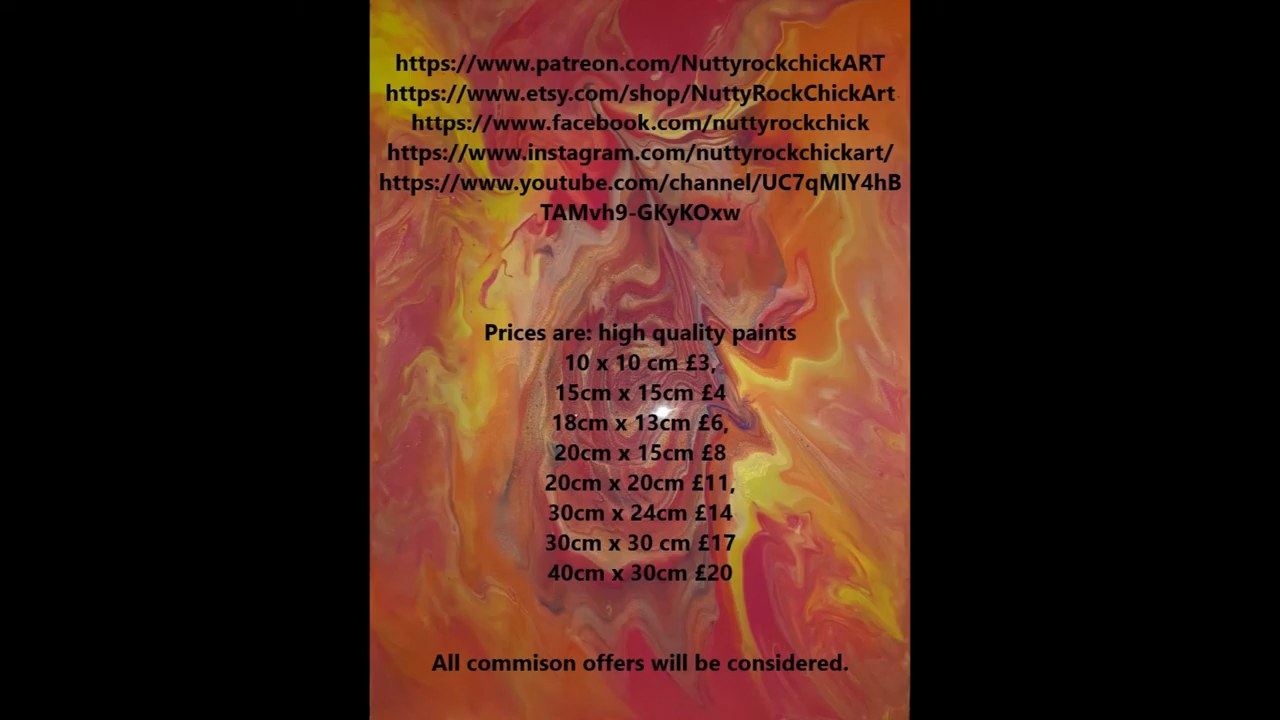 https://www.patreon.com/NuttyrockchickART
https://www.etsy.com/shop/NuttyRockChickArt
https://www.facebook.com/nuttyrockchick
https://www.instagram.com/nuttyrockchickart/
https://www.youtube.com/channel/UC7qMlY4hB
TAMvh9-GKyKOxw
Prices are: high quality paints
10 x 10 cm £3,
15cm x 15cm £4
18cm x 13cm £6,
20cm x 15cm £8
20cm x 20cm £11,
30cm x 24cm £14
30cm x 30 cm £17
40cm x 30cm £20
All commison offers will be considered.